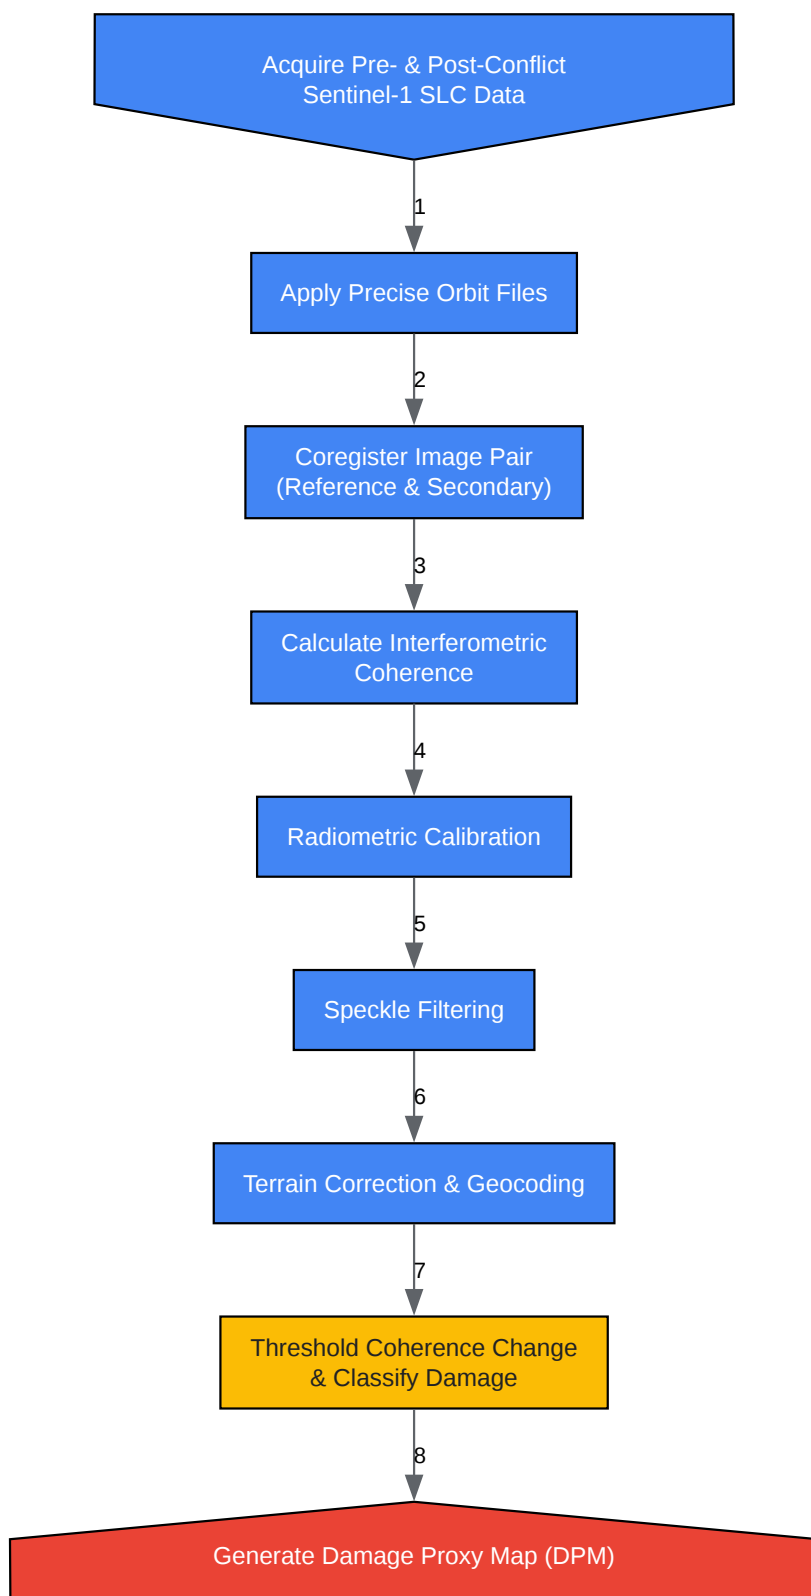 Acquire Pre- & Post-Conflict
Sentinel-1 SLC Data
1
Apply Precise Orbit Files
2
Coregister Image Pair
(Reference & Secondary)
3
Calculate Interferometric
Coherence
4
Radiometric Calibration
5
Speckle Filtering
6
Terrain Correction & Geocoding
7
Threshold Coherence Change
& Classify Damage
8
Generate Damage Proxy Map (DPM)